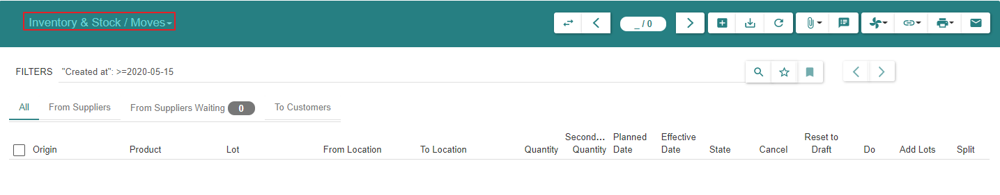 Inventory & Stock / Moves
_ / 0
FILTERS "Created at": >=2020-05-15
All From Suppliers From Suppliers Waiting 0 To Customers
Origin Product Lot From Location To Location Quantity Second... Quantity Planned Date Effective Date State Cancel Reset to Draft Do Add Lots Split